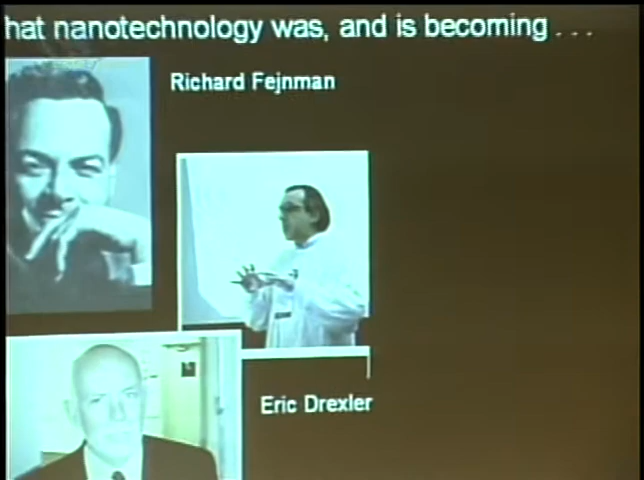 hat nanotechnology was, and is becoming . . .
Richard Fejnman
Eric Drexler